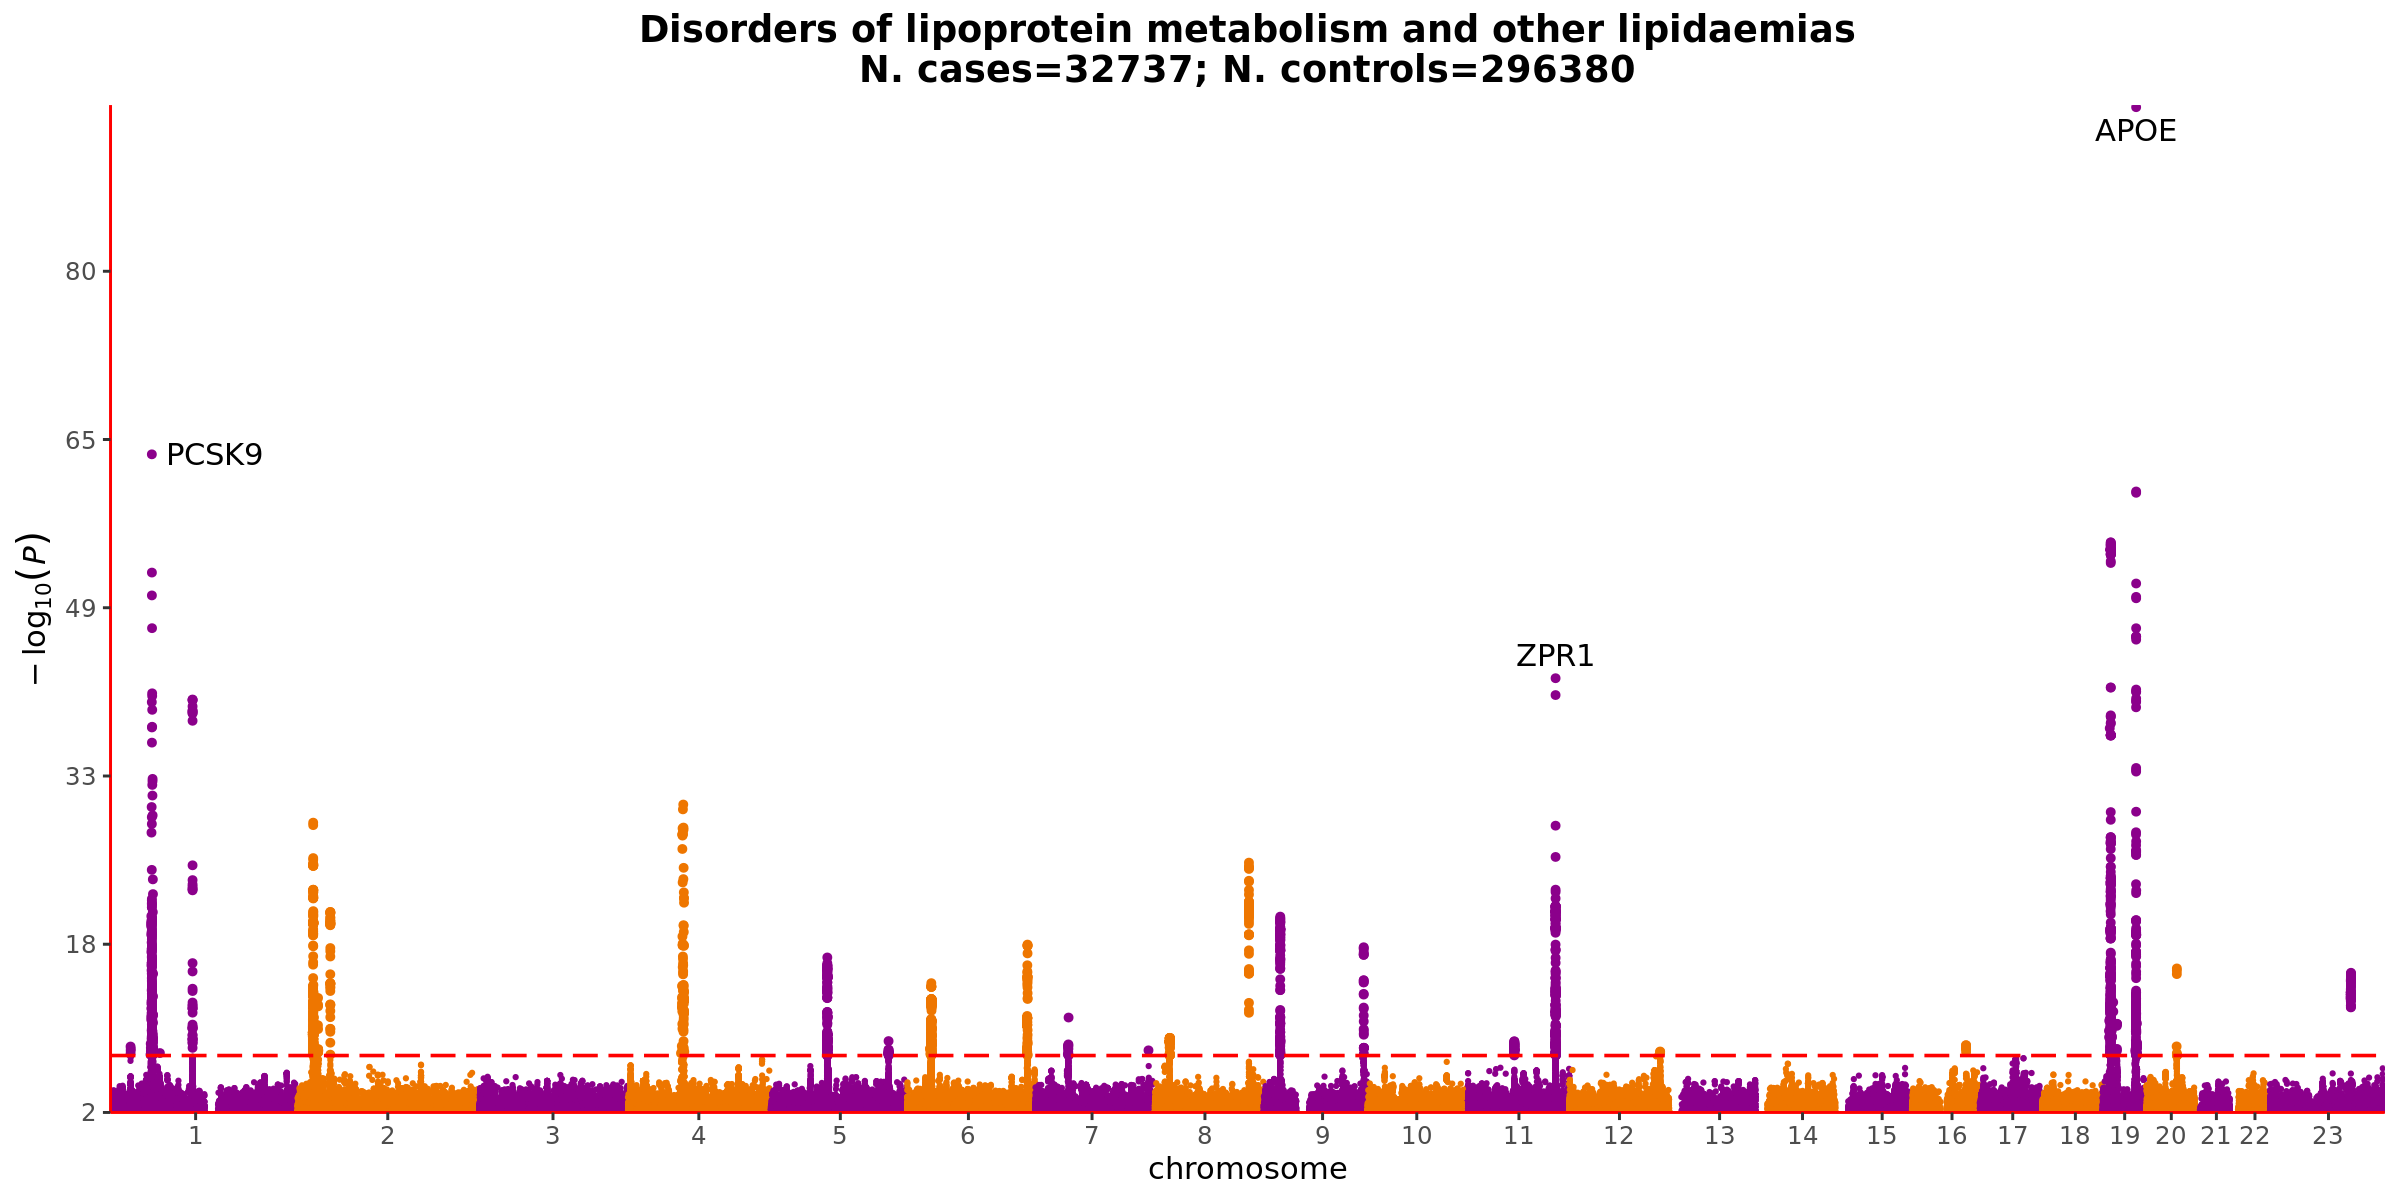 Disorders of lipoprotein metabolism and other lipidaemias
N. cases=32737; N. controls=296380
APOE
80
65
PCSK9
49
−log₁₀(P)
ZPR1
33
18
2
1 2 3 4 5 6 7 8 9 10 11 12 13 14 15 16 17 18 19 20 21 22 23
chromosome